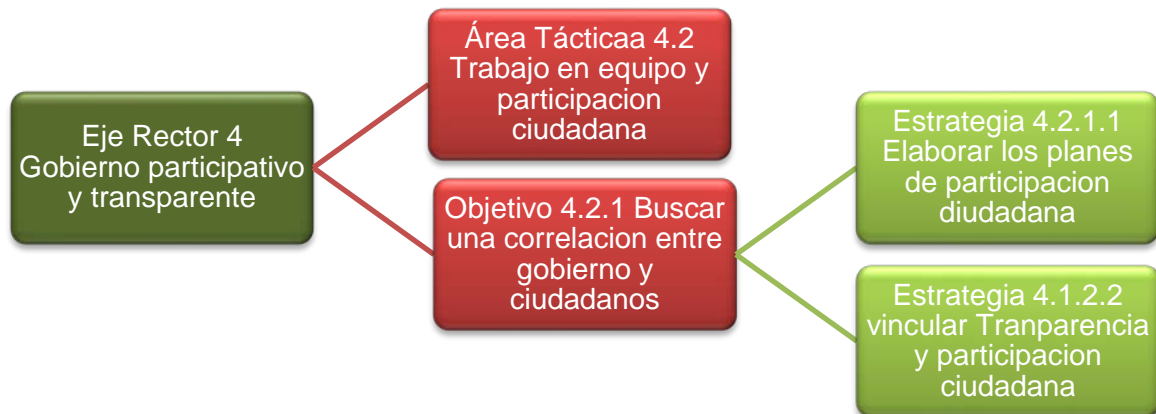 Eje Rector 4
Gobierno participativo
y transparente
Área Tácticaa 4.2
Trabajo en equipo y
participacion
ciudadana
Objetivo 4.2.1 Buscar
una correlacion entre
gobierno y
ciudadanos
Estrategia 4.2.1.1
Elaborar los planes
de participacion
diudadana
Estrategia 4.1.2.2
vincular Tranparencia
y participacion
ciudadana